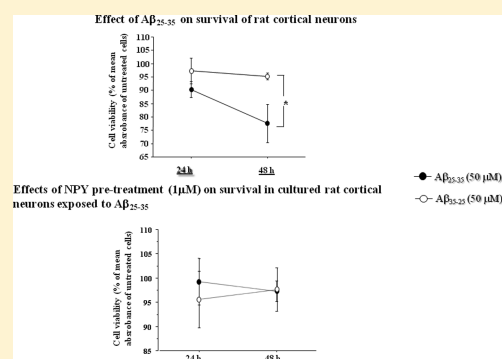 Effect of Aβ25-35 on survival of rat cortical neurons
Cell viability (% of mean
absrobance of untreated cells)
110
105
100
95
90
85
80
75
70
65
*
24 h
48 h
Aβ25-35 (50 μM)
Aβ35-25 (50 μM)
Effects of NPY pre-treatment (1μM) on survival in cultured rat cortical
neurons exposed to Aβ25-35
Cell viability (% of mean
absrobance of untreated cells)
110
105
100
95
90
85
24 h
48 h